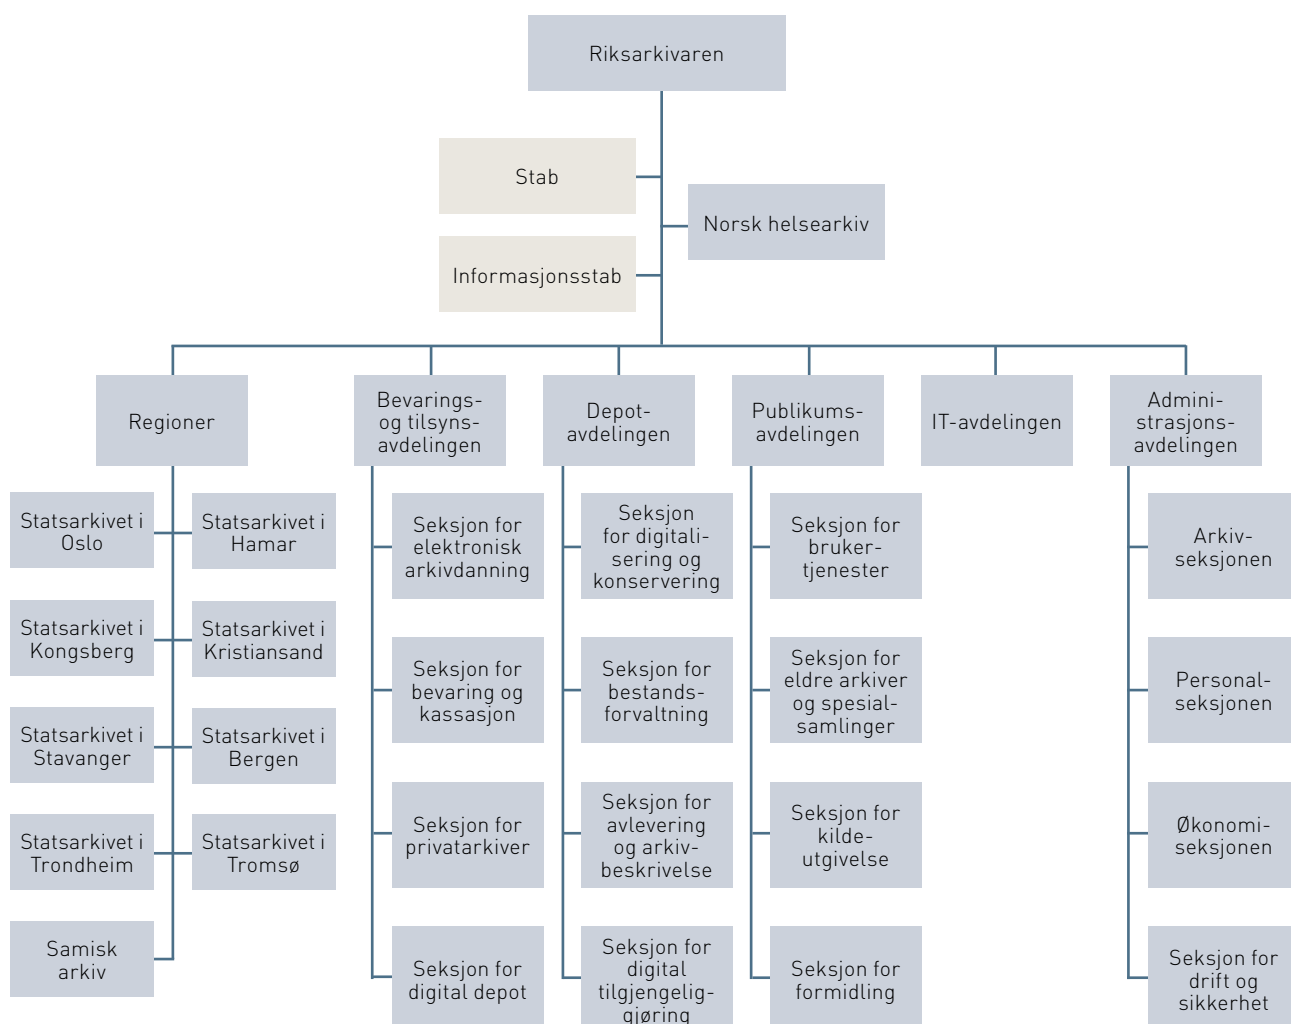 Riksarkivaren
Stab
Norsk helsearkiv
Informasjonsstab
Regioner
Bevarings-
og tilsyns-
avdelingen
Depot-
avdelingen
Publikums-
avdelingen
IT-avdelingen
Admini-
strasjons-
avdelingen
Statsarkivet i
Oslo
Statsarkivet i
Hamar
Statsarkivet i
Kongsberg
Statsarkivet i
Kristiansand
Statsarkivet i
Stavanger
Statsarkivet i
Bergen
Statsarkivet i
Trondheim
Statsarkivet i
Tromsø
Samisk
arkiv
Seksjon for
elektronisk
arkivdanning
Seksjon for
bevaring og
kassasjon
Seksjon for
privatarkiver
Seksjon for
digital depot
Seksjon
for digitali-
sering og
konservering
Seksjon for
bestands-
forvaltning
Seksjon for
avlevering
og arkiv-
beskrivelse
Seksjon for
digital
tilgjengelig-
gjøring
Seksjon for
bruker-
tjenester
Seksjon for
eldre arkiver
og spesial-
samlinger
Seksjon for
kilde-
utgivelse
Seksjon for
formidling
Arkiv-
seksjonen
Personal-
seksjonen
Økonomi-
seksjonen
Seksjon for
drift og
sikkerhet